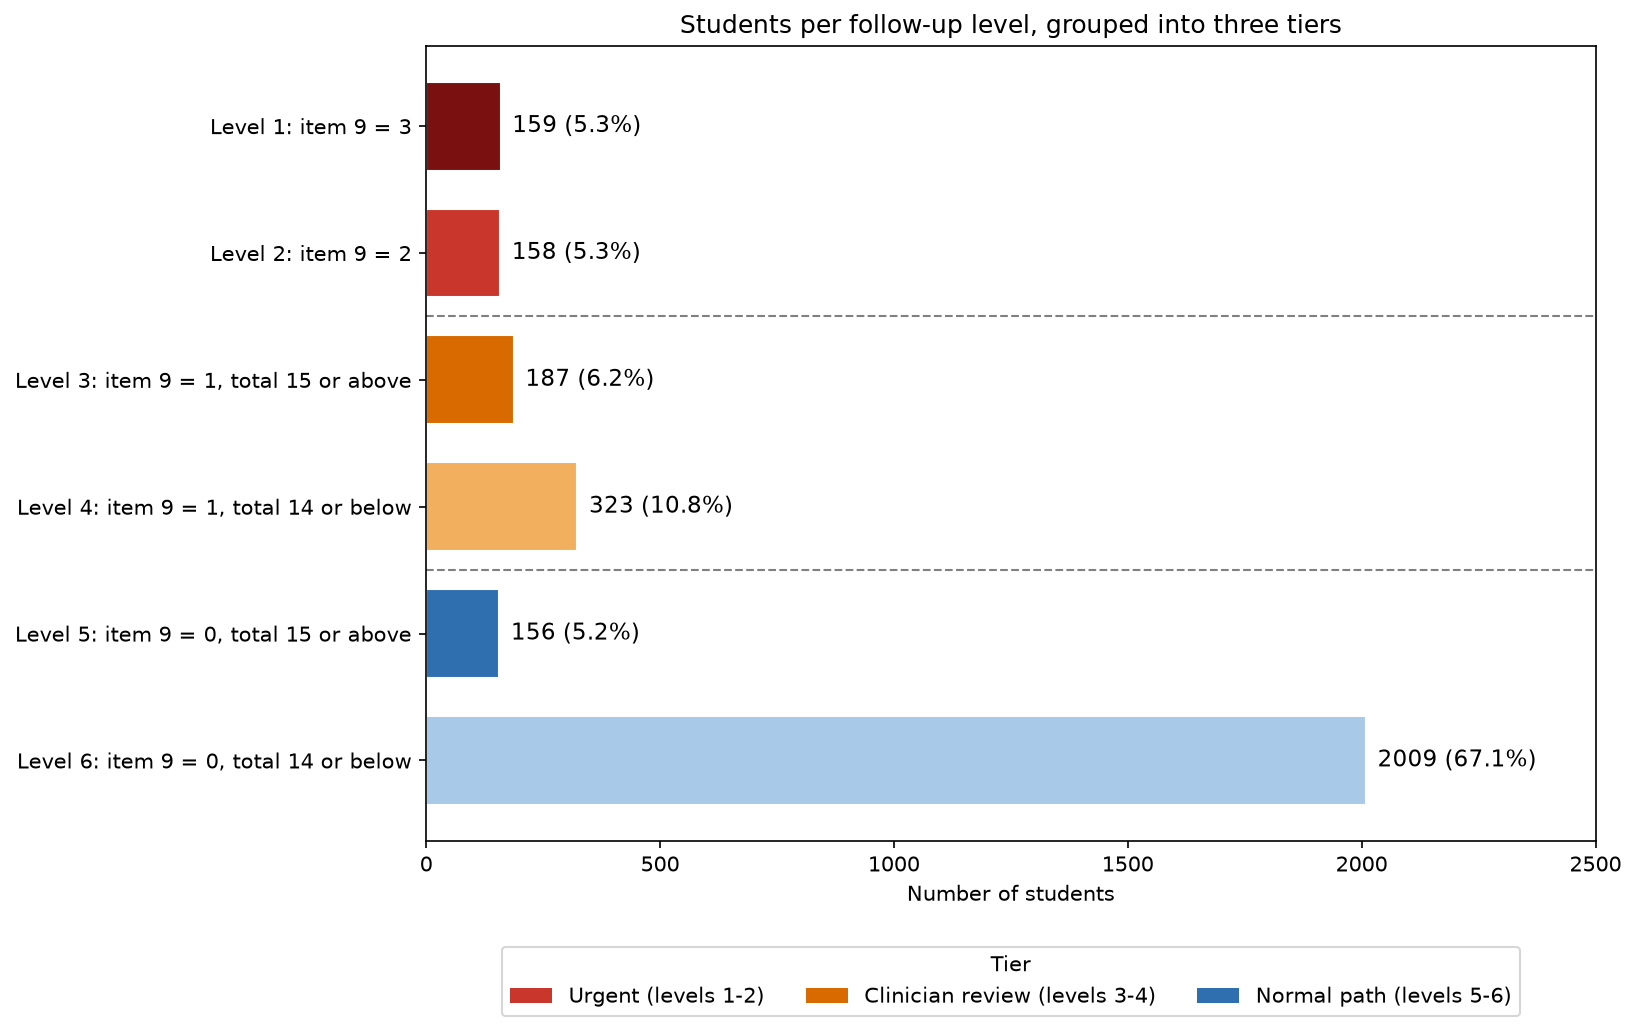 Students per follow-up level, grouped into three tiers
Level 1: item 9 = 3
159 (5.3%)
Level 2: item 9 = 2
158 (5.3%)
Level 3: item 9 = 1, total 15 or above
187 (6.2%)
Level 4: item 9 = 1, total 14 or below
323 (10.8%)
Level 5: item 9 = 0, total 15 or above
156 (5.2%)
Level 6: item 9 = 0, total 14 or below
2009 (67.1%)
0 500 1000 1500 2000 2500
Number of students
Tier
Urgent (levels 1-2) Clinician review (levels 3-4) Normal path (levels 5-6)